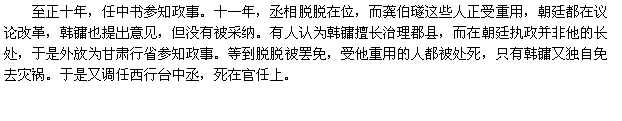 至正十年，任中书参知政事。十一年，丞相脱脱在位，而龚伯璲这些人正受重用，朝廷都在议
论改革，韩镛也提出意见，但没有被采纳。有人认为韩镛擅长治理郡县，而在朝廷执政并非他的长
处，于是外放为甘肃行省参知政事。等到脱脱被罢免，受他重用的人都被处死，只有韩镛又独自免
去灾祸。于是又调任西行台中丞，死在官任上。